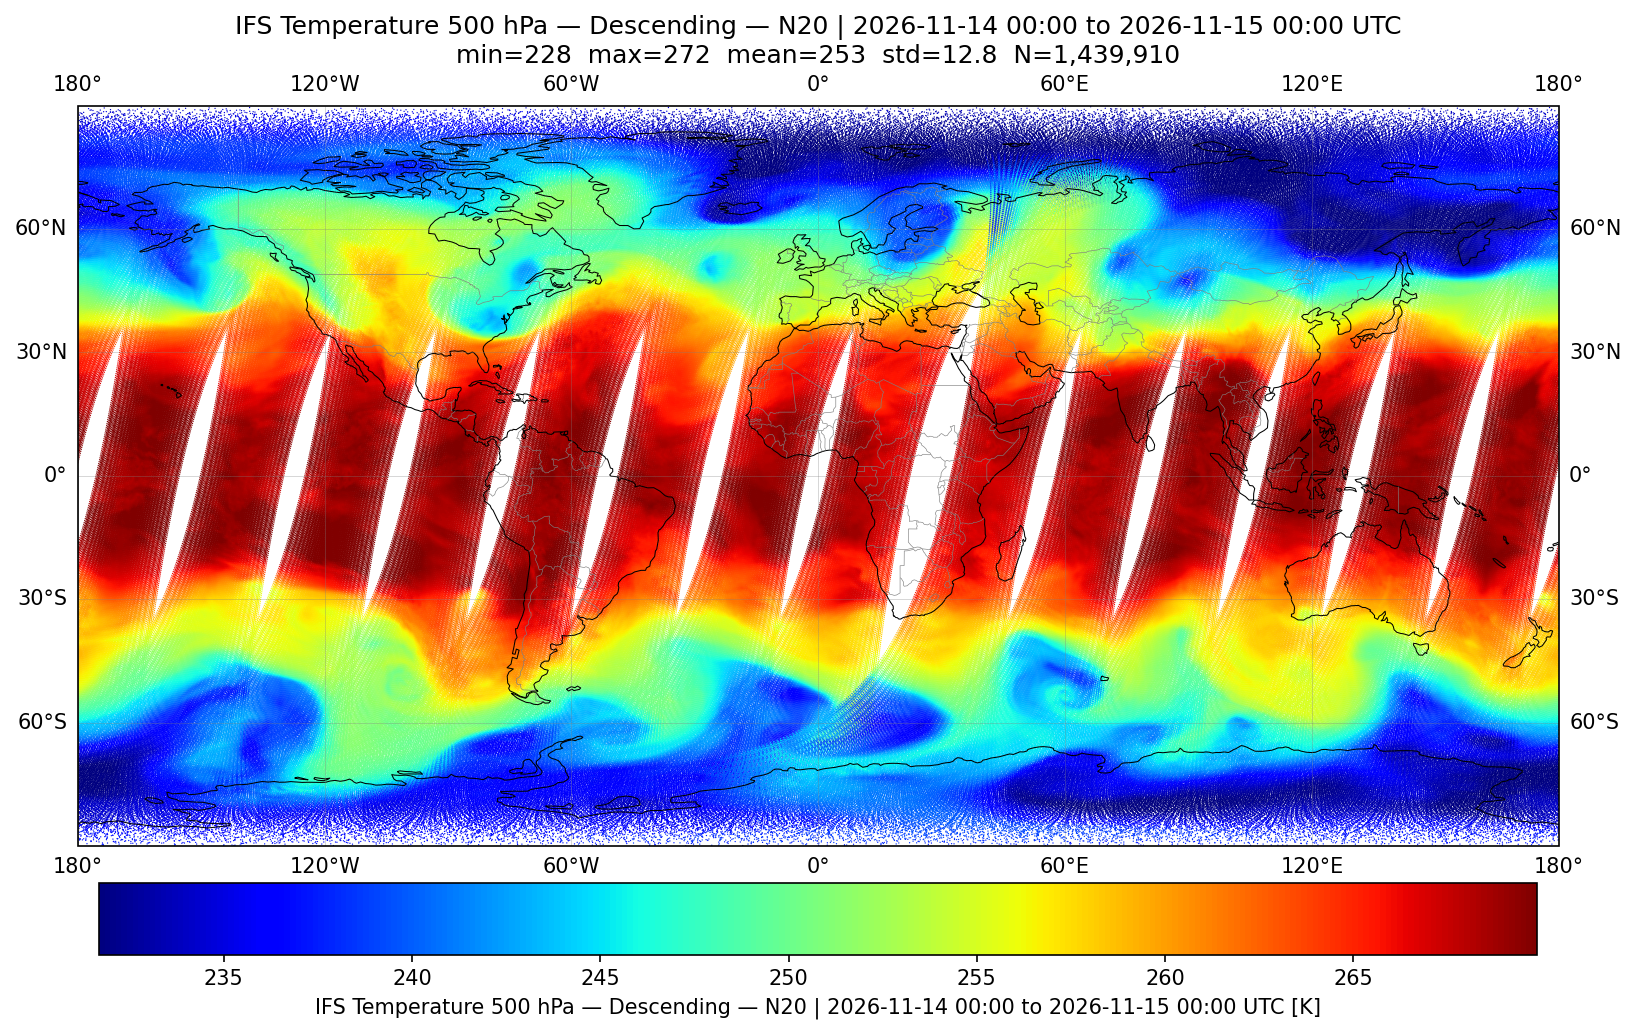 IFS Temperature 500 hPa — Descending — N20 | 2026-11-14 00:00 to 2026-11-15 00:00 UTC
min=228  max=272  mean=253  std=12.8  N=1,439,910
180° 120°W 60°W 0° 60°E 120°E 180°
60°N 60°N
30°N 30°N
0° 0°
30°S 30°S
60°S 60°S
180° 120°W 60°W 0° 60°E 120°E 180°
235 240 245 250 255 260 265
IFS Temperature 500 hPa — Descending — N20 | 2026-11-14 00:00 to 2026-11-15 00:00 UTC [K]